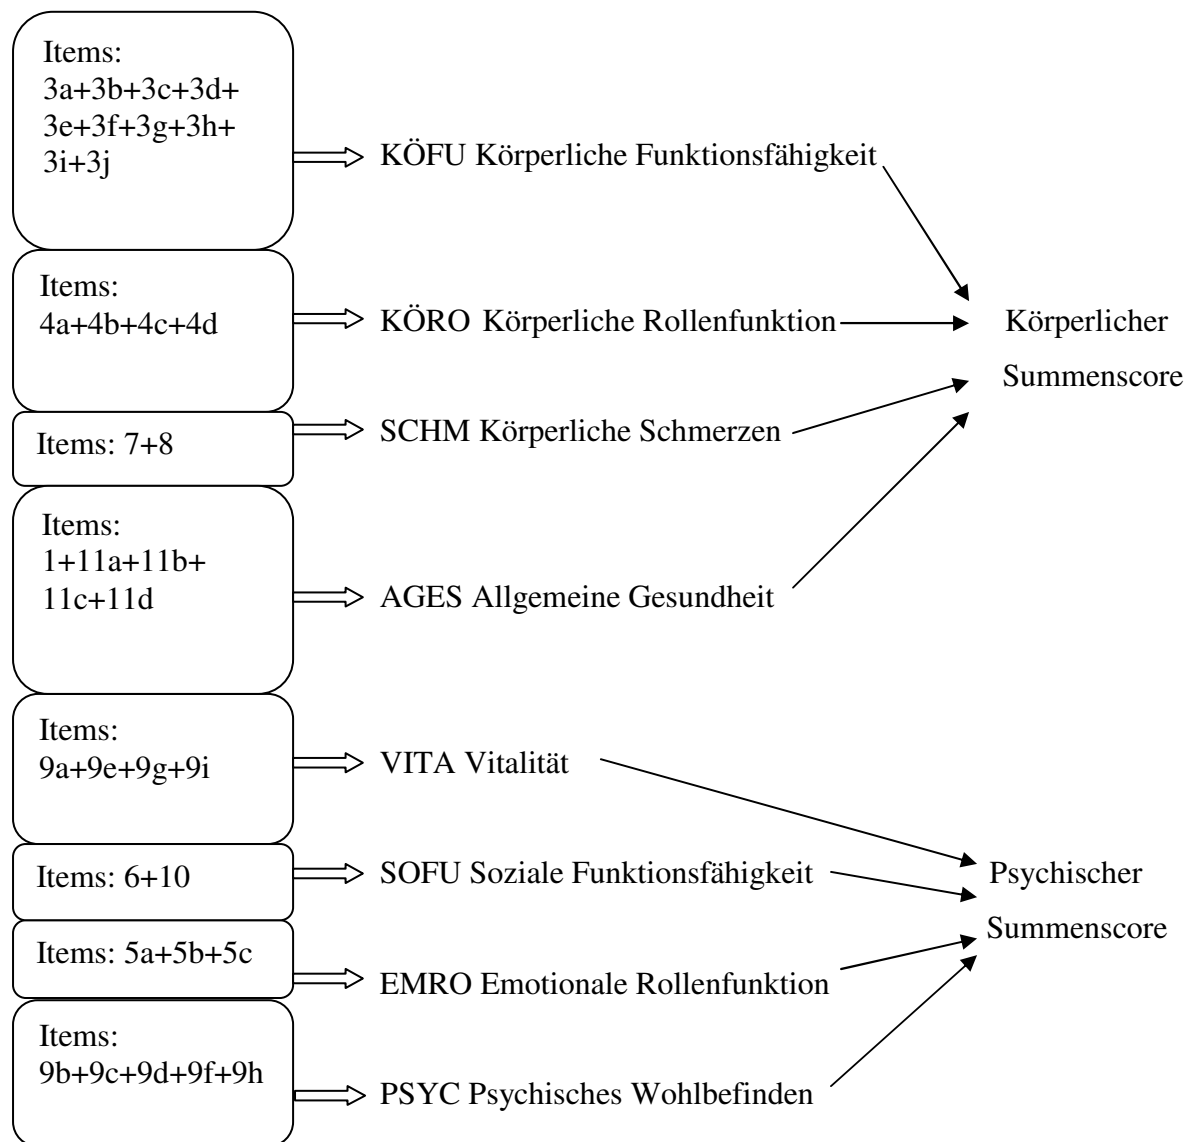 Items:
3a+3b+3c+3d+
3e+3f+3g+3h+
3i+3j
KÖFU Körperliche Funktionsfähigkeit
Items:
4a+4b+4c+4d
KÖRO Körperliche Rollenfunktion
Körperlicher
Summenscore
Items: 7+8
SCHM Körperliche Schmerzen
Items:
1+11a+11b+
11c+11d
AGES Allgemeine Gesundheit
Items:
9a+9e+9g+9i
VITA Vitalität
Items: 6+10
SOFU Soziale Funktionsfähigkeit
Psychischer
Summenscore
Items: 5a+5b+5c
EMRO Emotionale Rollenfunktion
Items:
9b+9c+9d+9f+9h
PSYC Psychisches Wohlbefinden